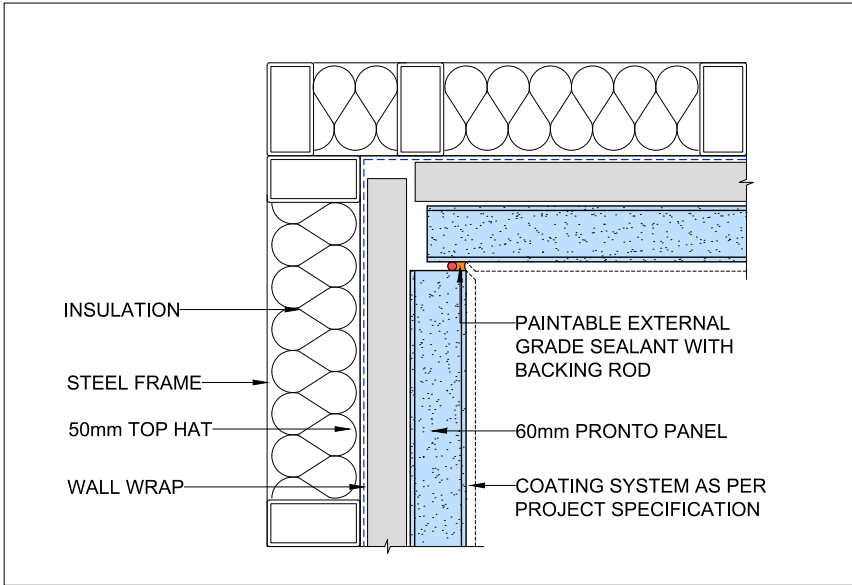 INSULATION
STEEL FRAME
50mm TOP HAT
WALL WRAP
PAINTABLE EXTERNAL
GRADE SEALANT WITH
BACKING ROD
60mm PRONTO PANEL
COATING SYSTEM AS PER
PROJECT SPECIFICATION